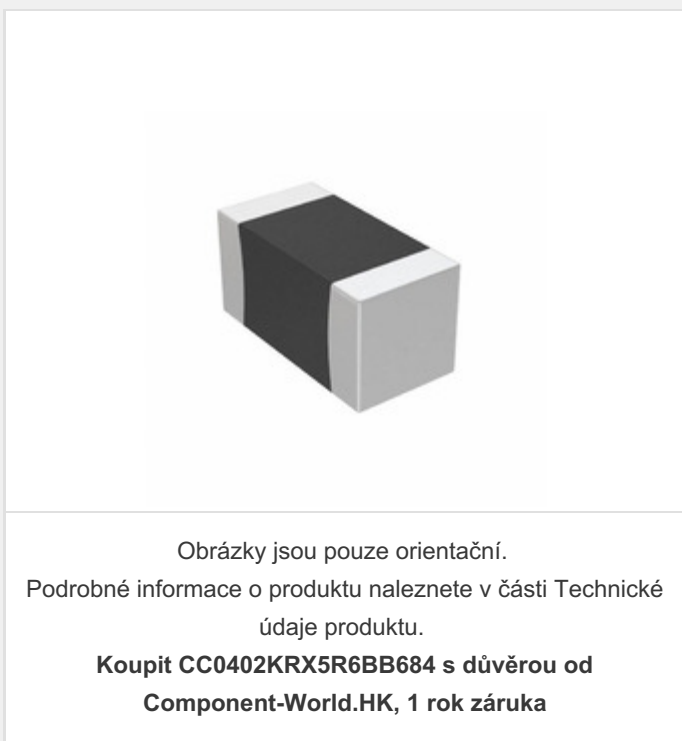 Obrázky jsou pouze orientační.
Podrobné informace o produktu naleznete v části Technické
údaje produktu.
Koupit CC0402KRX5R6BB684 s důvěrou od
Component-World.HK, 1 rok záruka